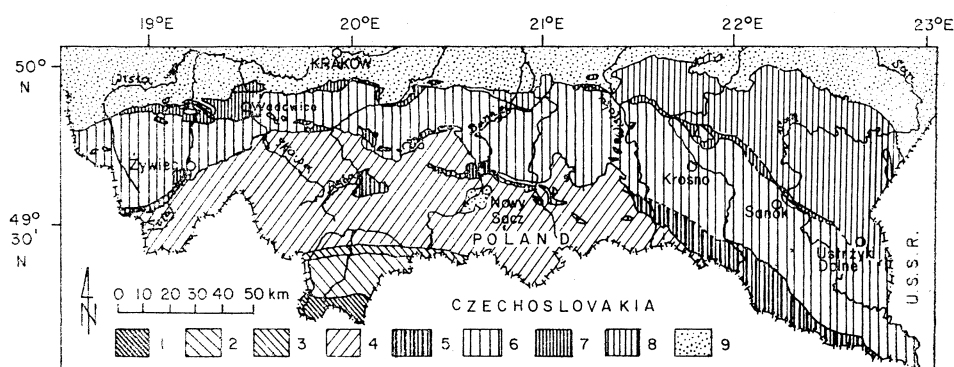 19°E 20°E 21°E 22°E 23°E
50°
N
KRAKÓW
Wisła
San
Wadowice
Żywiec
Krosno
Nowy
Sącz
Sanok
49°
30'
N
POLAND
Ustrzyki
Dolne
U.S.S.R.
N
0 10 20 30 40 50 km
CZECHOSLOVAKIA
1 2 3 4 5 6 7 8 9